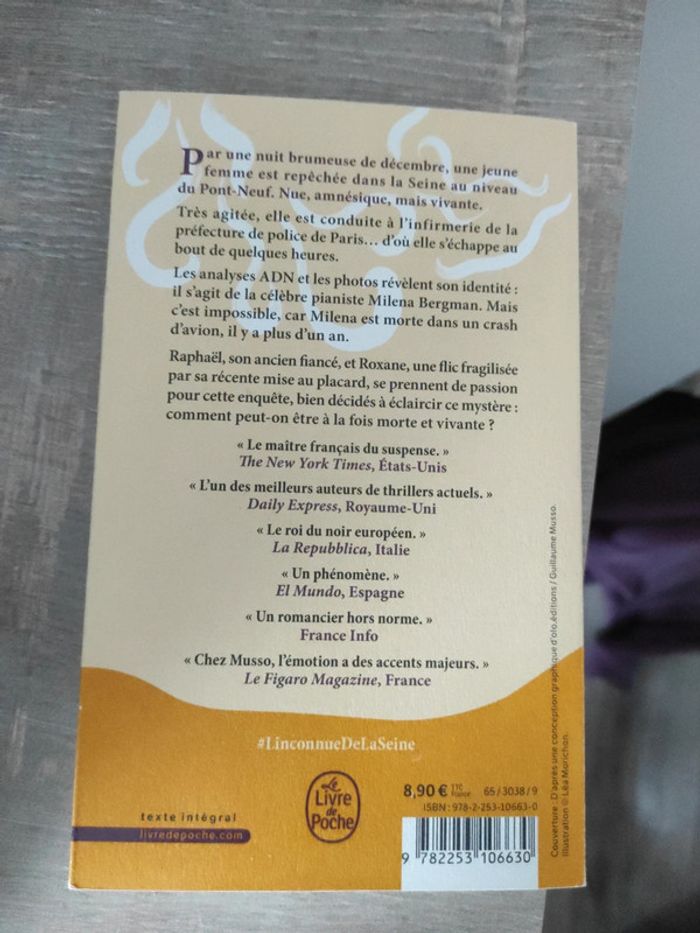 Par une nuit brumeuse de décembre, une jeune
femme est repêchée dans la Seine au niveau
du Pont-Neuf. Nue, amnésique, mais vivante.
Très agitée, elle est conduite à l'infirmerie de la
préfecture de police de Paris… d'où elle s'échappe au
bout de quelques heures.
Les analyses ADN et les photos révèlent son identité :
il s'agit de la célèbre pianiste Milena Bergman. Mais
c'est impossible, car Milena est morte dans un crash
d'avion, il y a plus d'un an.
Raphaël, son ancien fiancé, et Roxane, une flic fragilisée
par sa récente mise au placard, se prennent de passion
pour cette enquête, bien décidés à éclaircir ce mystère :
comment peut-on être à la fois morte et vivante ?
« Le maître français du suspense. »
The New York Times, États-Unis
« L'un des meilleurs auteurs de thrillers actuels. »
Daily Express, Royaume-Uni
« Le roi du noir européen. »
La Repubblica, Italie
« Un phénomène. »
El Mundo, Espagne
« Un romancier hors norme. »
France Info
« Chez Musso, l'émotion a des accents majeurs. »
Le Figaro Magazine, France
#LinconnueDeLaSeine
texte intégral
livredepoche.com
Le
Livre
de
Poche
8,90 € TTC France 65 / 3038 / 9
ISBN : 978-2-253-10663-0
9 782253 106630
Couverture : D'après une conception graphique d'olo.éditions / Guillaume Musso.
Illustration © Léa Morichon.